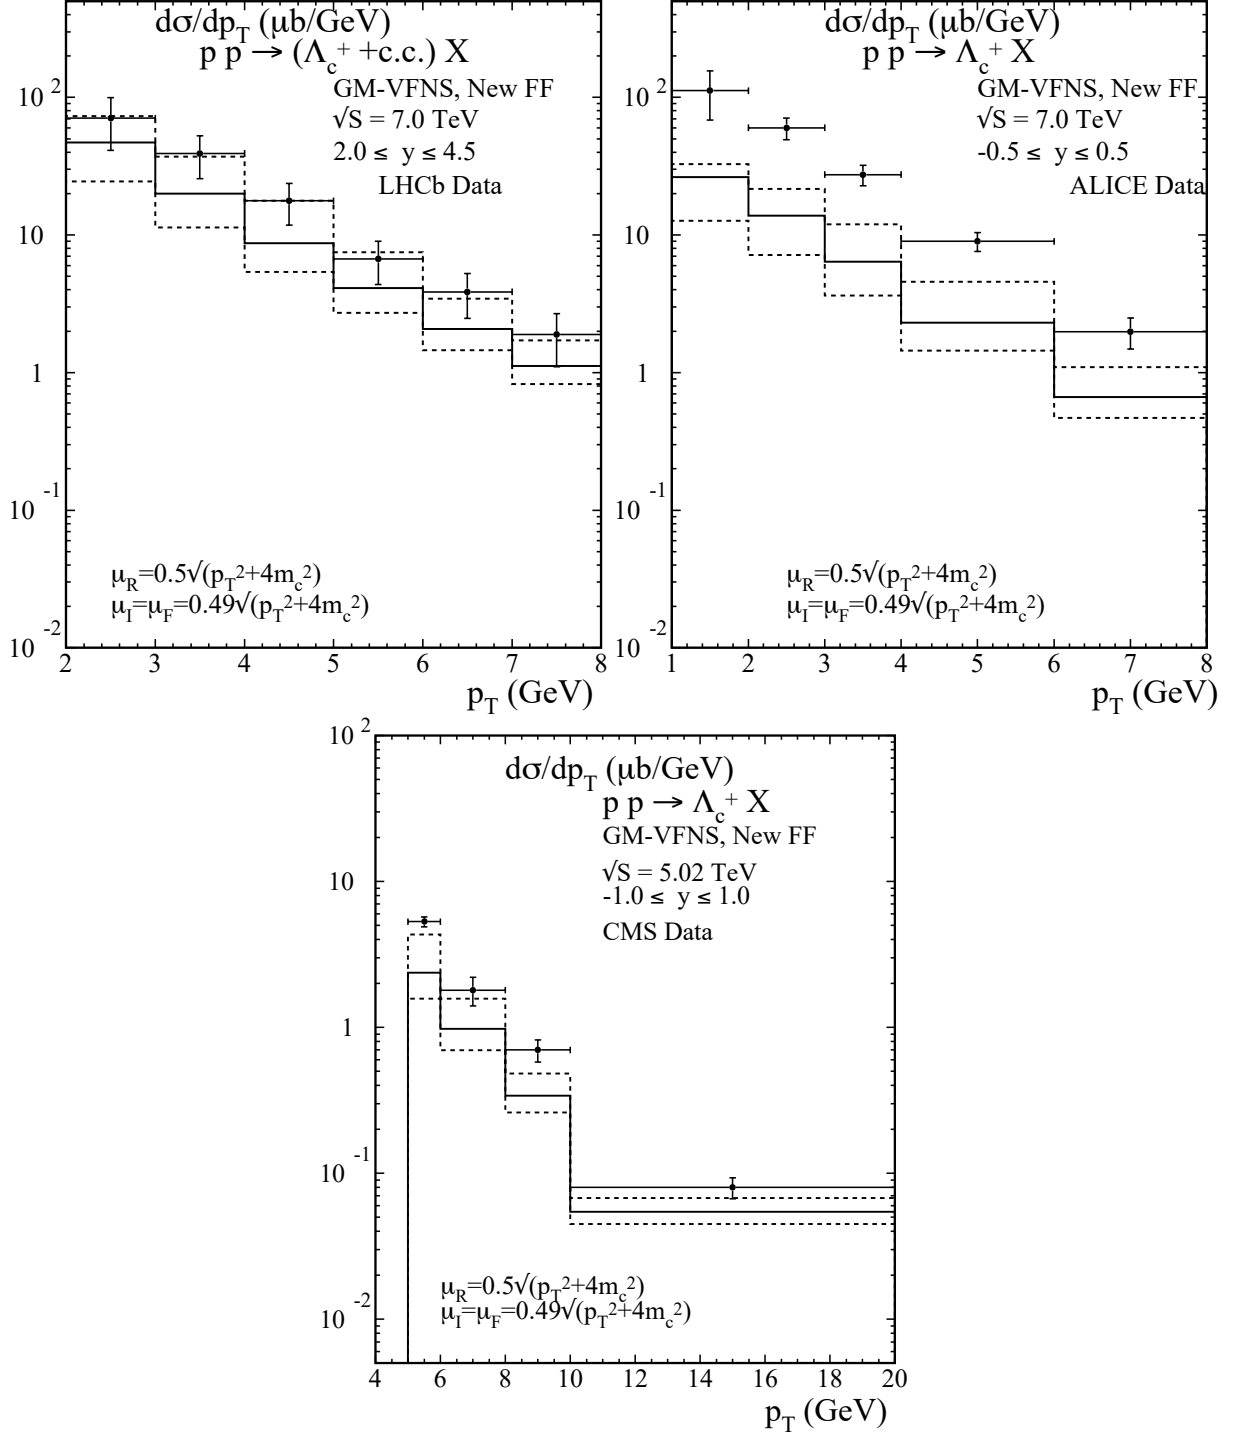 dσ/dp_T (μb/GeV)
p p → (Λ_c^+ +c.c.) X
GM-VFNS, New FF
√S = 7.0 TeV
2.0 ≤ y ≤ 4.5
LHCb Data
10^2
10
1
10^-1
10^-2
μ_R=0.5√(p_T^2+4m_c^2)
μ_I=μ_F=0.49√(p_T^2+4m_c^2)
2 3 4 5 6 7 8
p_T (GeV)
dσ/dp_T (μb/GeV)
p p → Λ_c^+ X
GM-VFNS, New FF
√S = 7.0 TeV
-0.5 ≤ y ≤ 0.5
ALICE Data
10^2
10
1
10^-1
10^-2
μ_R=0.5√(p_T^2+4m_c^2)
μ_I=μ_F=0.49√(p_T^2+4m_c^2)
1 2 3 4 5 6 7 8
p_T (GeV)
dσ/dp_T (μb/GeV)
p p → Λ_c^+ X
GM-VFNS, New FF
√S = 5.02 TeV
-1.0 ≤ y ≤ 1.0
CMS Data
10^2
10
1
10^-1
10^-2
μ_R=0.5√(p_T^2+4m_c^2)
μ_I=μ_F=0.49√(p_T^2+4m_c^2)
4 6 8 10 12 14 16 18 20
p_T (GeV)